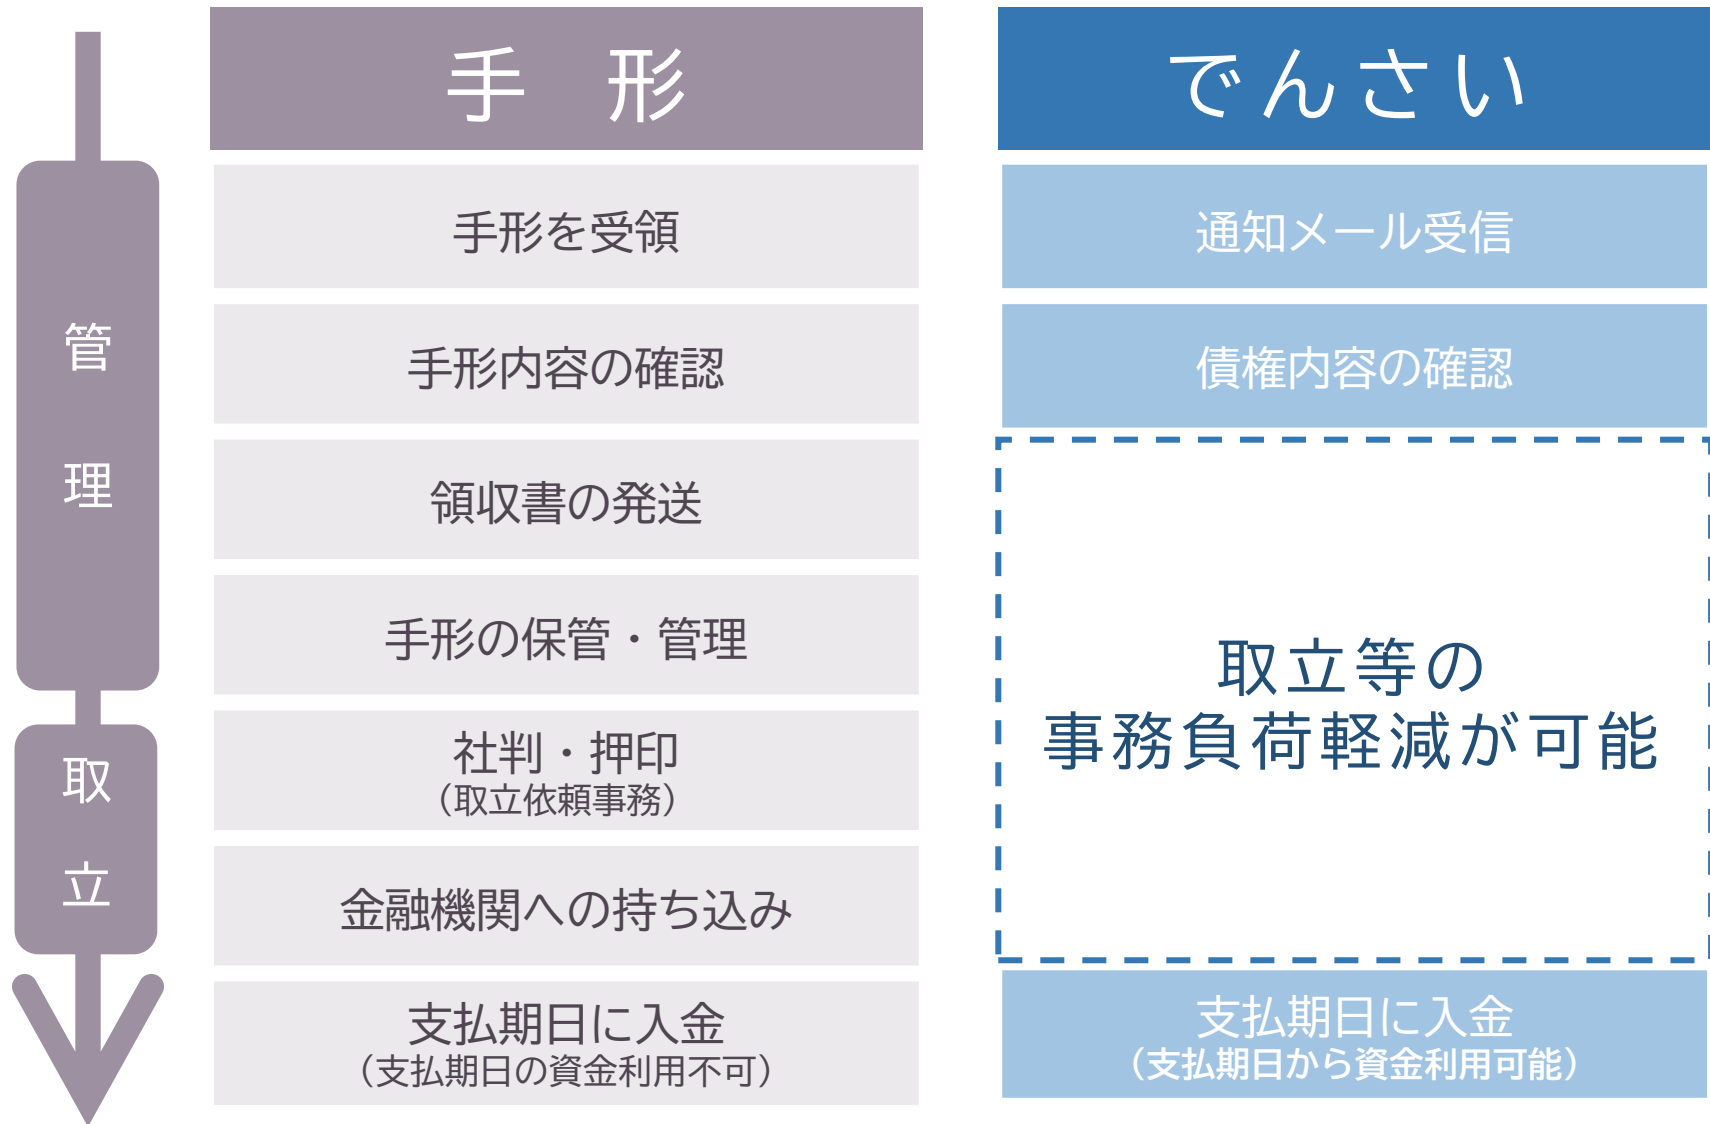 管理
取立
手 形
手形を受領
手形内容の確認
領収書の発送
手形の保管・管理
社判・押印
（取立依頼事務）
金融機関への持ち込み
支払期日に入金
（支払期日の資金利用不可）
でんさい
通知メール受信
債権内容の確認
取立等の
事務負荷軽減が可能
支払期日に入金
（支払期日から資金利用可能）